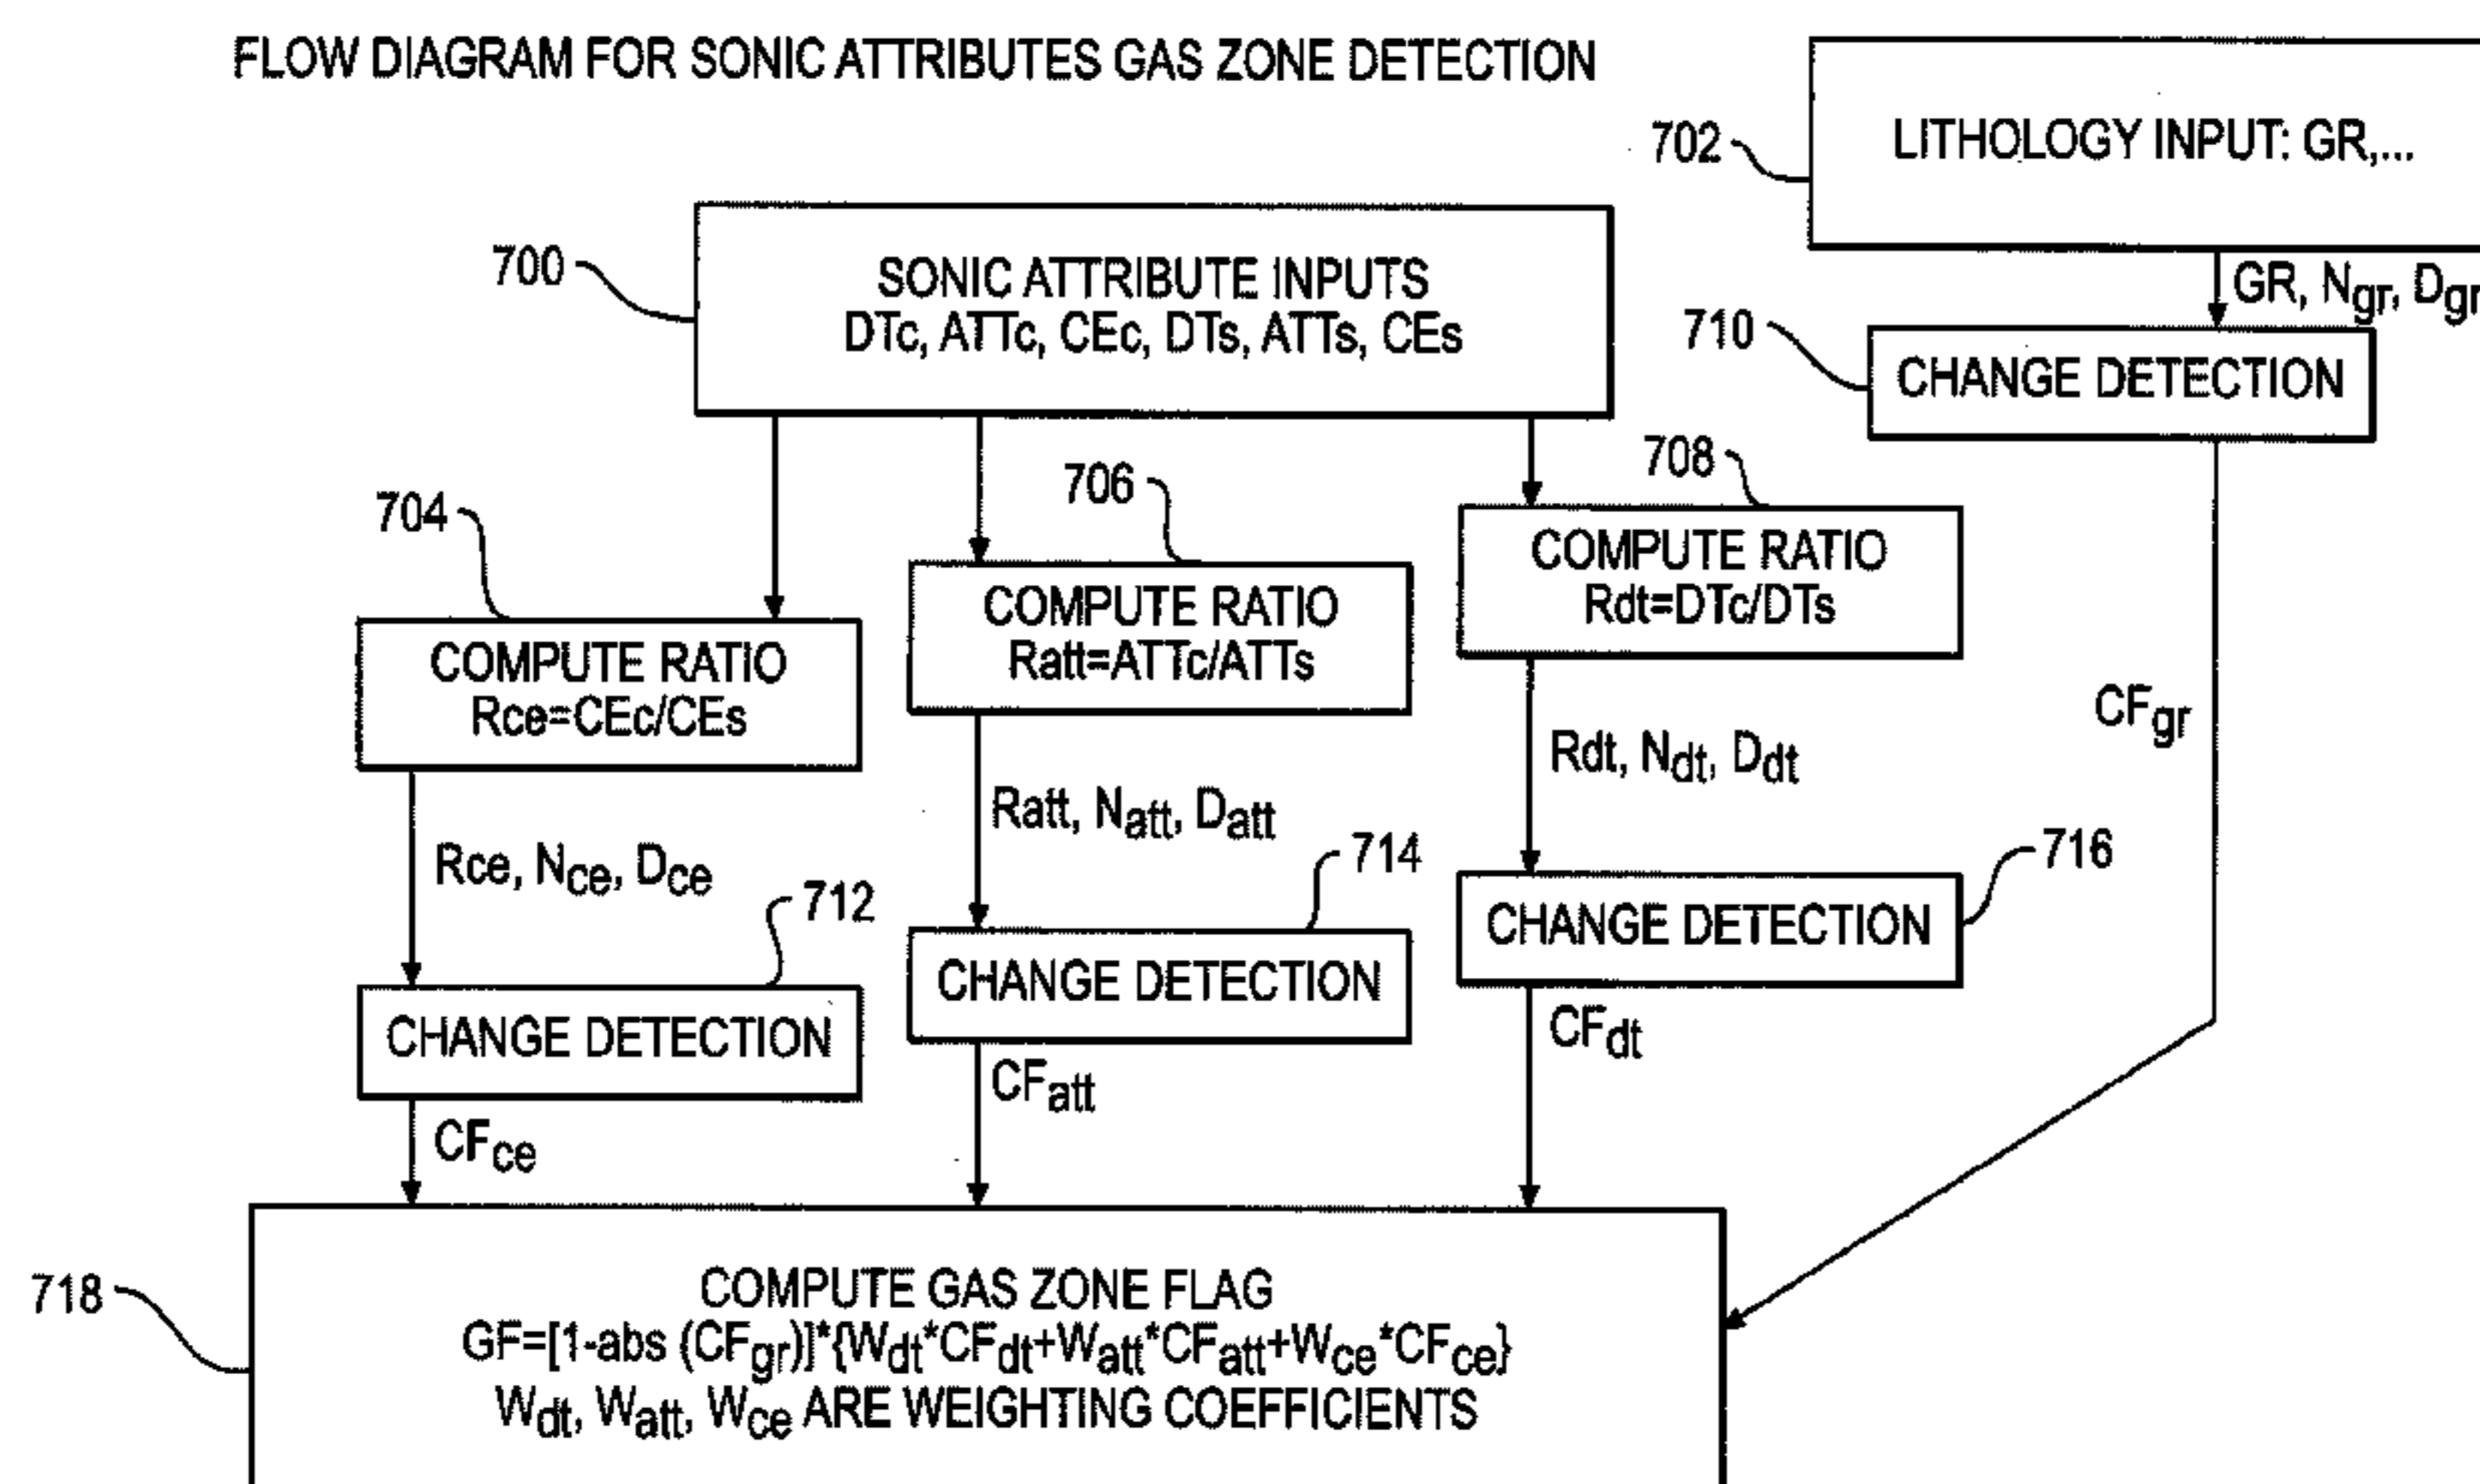 FLOW DIAGRAM FOR SONIC ATTRIBUTES GAS ZONE DETECTION
702
LITHOLOGY INPUT: GR,...
700
SONIC ATTRIBUTE INPUTS
DTc, ATTc, CEc, DTs, ATTs, CEs
GR, Ngr, Dgr
710
CHANGE DETECTION
704
COMPUTE RATIO
Rce=CEc/CEs
706
COMPUTE RATIO
Ratt=ATTc/ATTs
708
COMPUTE RATIO
Rdt=DTc/DTs
CFgr
Rce, Nce, Dce
Ratt, Natt, Datt
Rdt, Ndt, Ddt
712
CHANGE DETECTION
714
CHANGE DETECTION
716
CHANGE DETECTION
CFce
CFatt
CFdt
718
COMPUTE GAS ZONE FLAG
GF=[1-abs (CFgr)]*{Wdt*CFdt+Watt*CFatt+Wce*CFce}
Wdt, Watt, Wce ARE WEIGHTING COEFFICIENTS